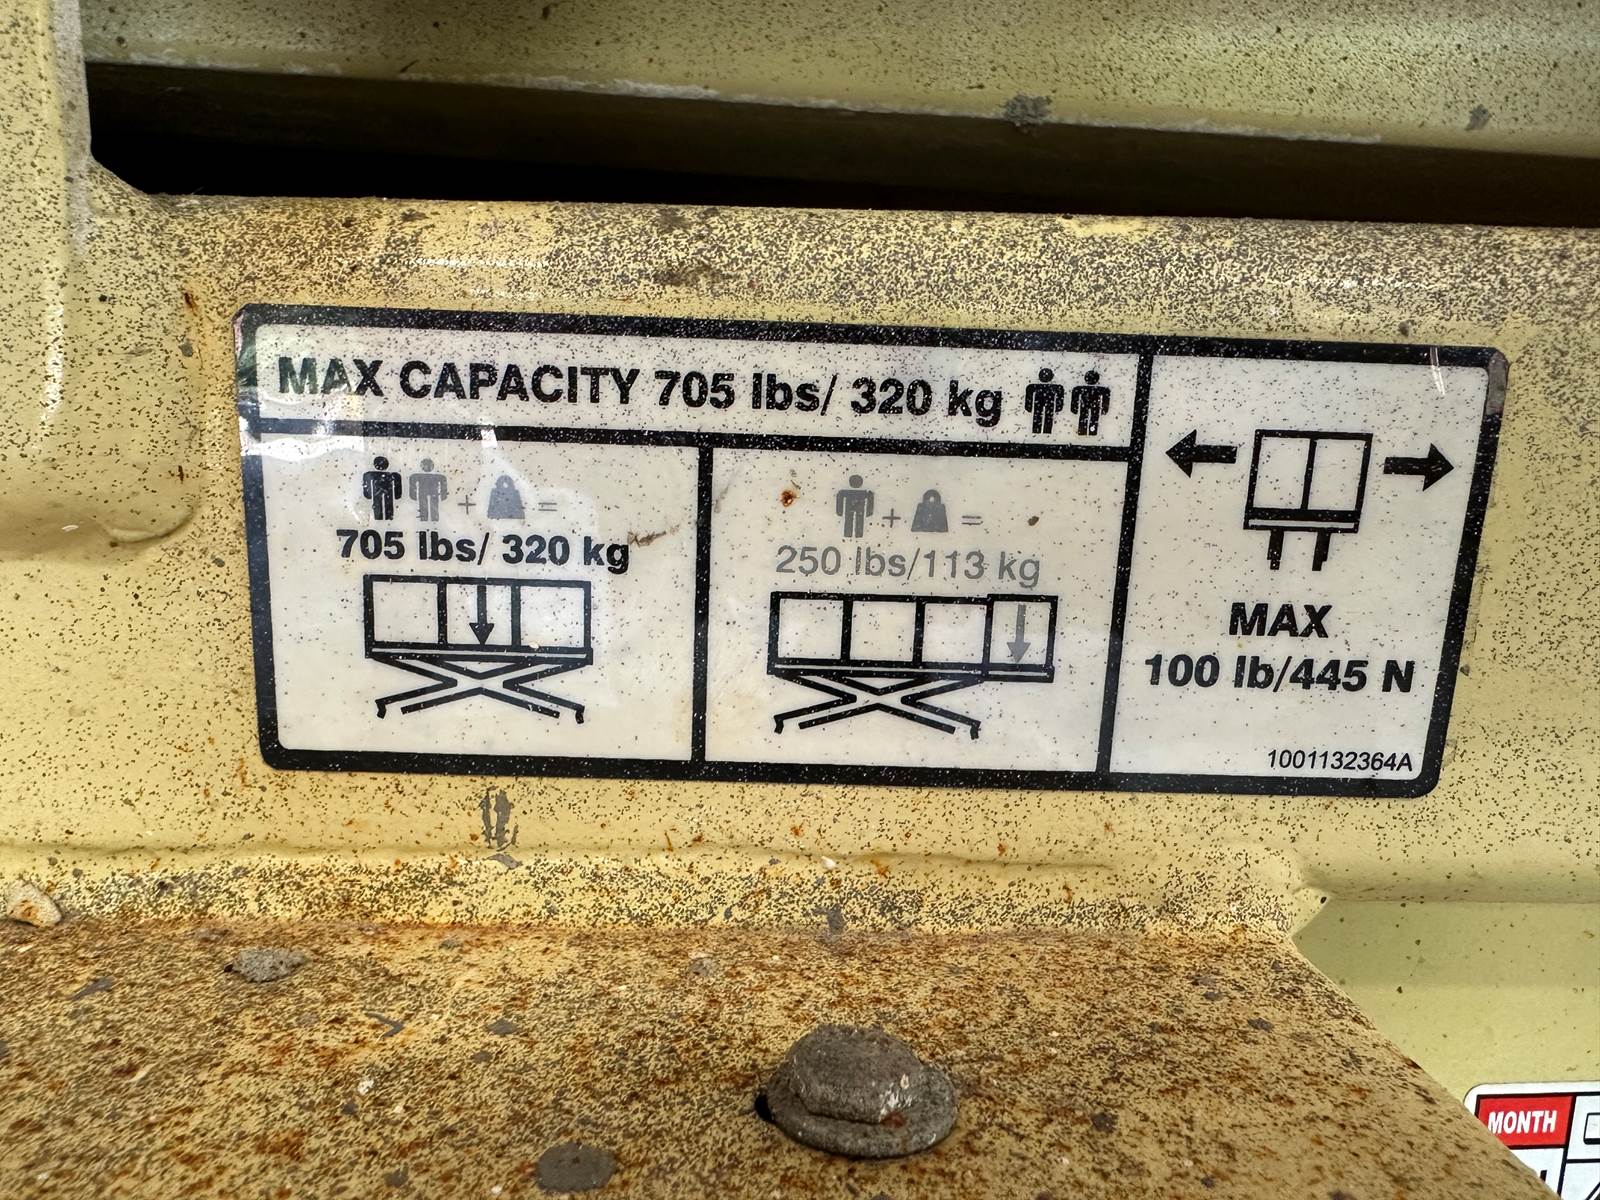 MAX CAPACITY 705 lbs/ 320 kg
+ =
705 lbs/ 320 kg
+ =
250 lbs/113 kg
MAX
100 lb/445 N
1001132364A
MONTH